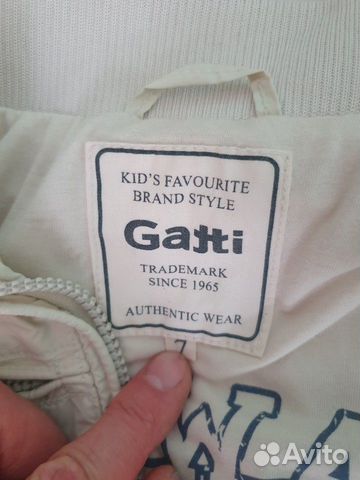 KID'S FAVOURITE
BRAND STYLE
Gatti
TRADEMARK
SINCE 1965
AUTHENTIC WEAR
7
Avito